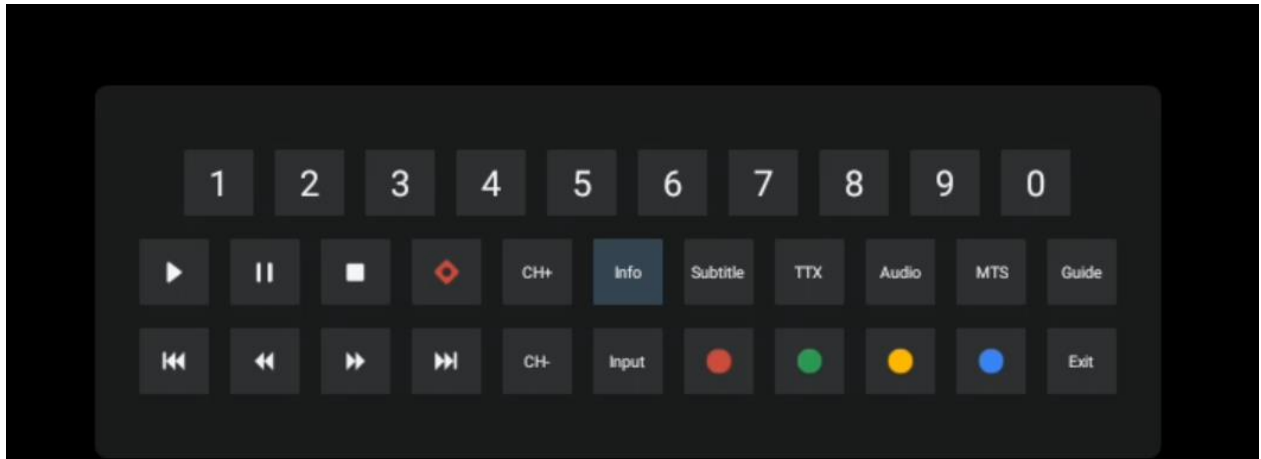 1 2 3 4 5 6 7 8 9 0
CH+ Info Subtitle TTX Audio MTS Guide
CH- Input Exit